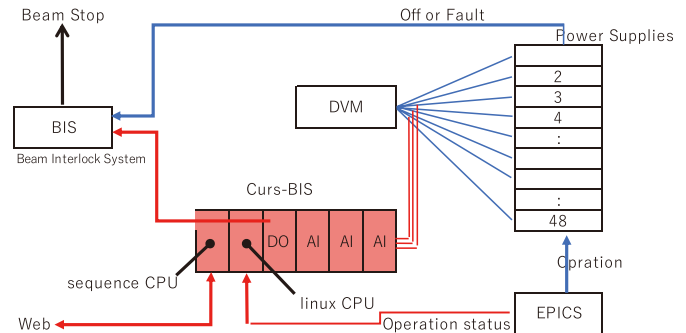 Beam Stop
Off or Fault
Power Supplies
2
3
4
:
:
48
DVM
BIS
Beam Interlock System
Curs-BIS
DO
AI
AI
AI
sequence CPU
linux CPU
Opration
Web
Operation status
EPICS